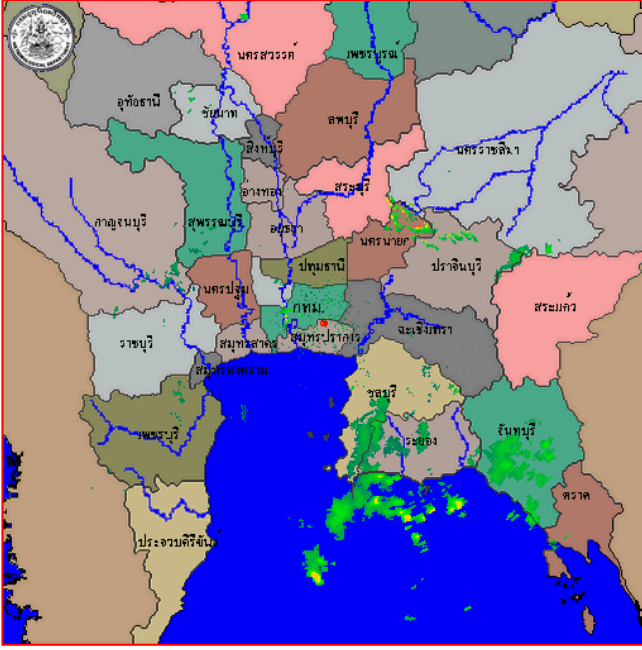 นครสวรรค์
เพชรบูรณ์
อุทัยธานี
ชัยนาท
ลพบุรี
สิงห์บุรี
นครราชสีมา
อ่างทอง
สระบุรี
กาญจนบุรี
สุพรรณบุรี
อยุธยา
นครนายก
ปราจีนบุรี
ปทุมธานี
นครปฐม
กทม.
สระแก้ว
ราชบุรี
สมุทรสาคร
สมุทรปราการ
ฉะเชิงเทรา
สมุทรสงคราม
ชลบุรี
เพชรบุรี
ระยอง
จันทบุรี
ตราด
ประจวบคีรีขันธ์